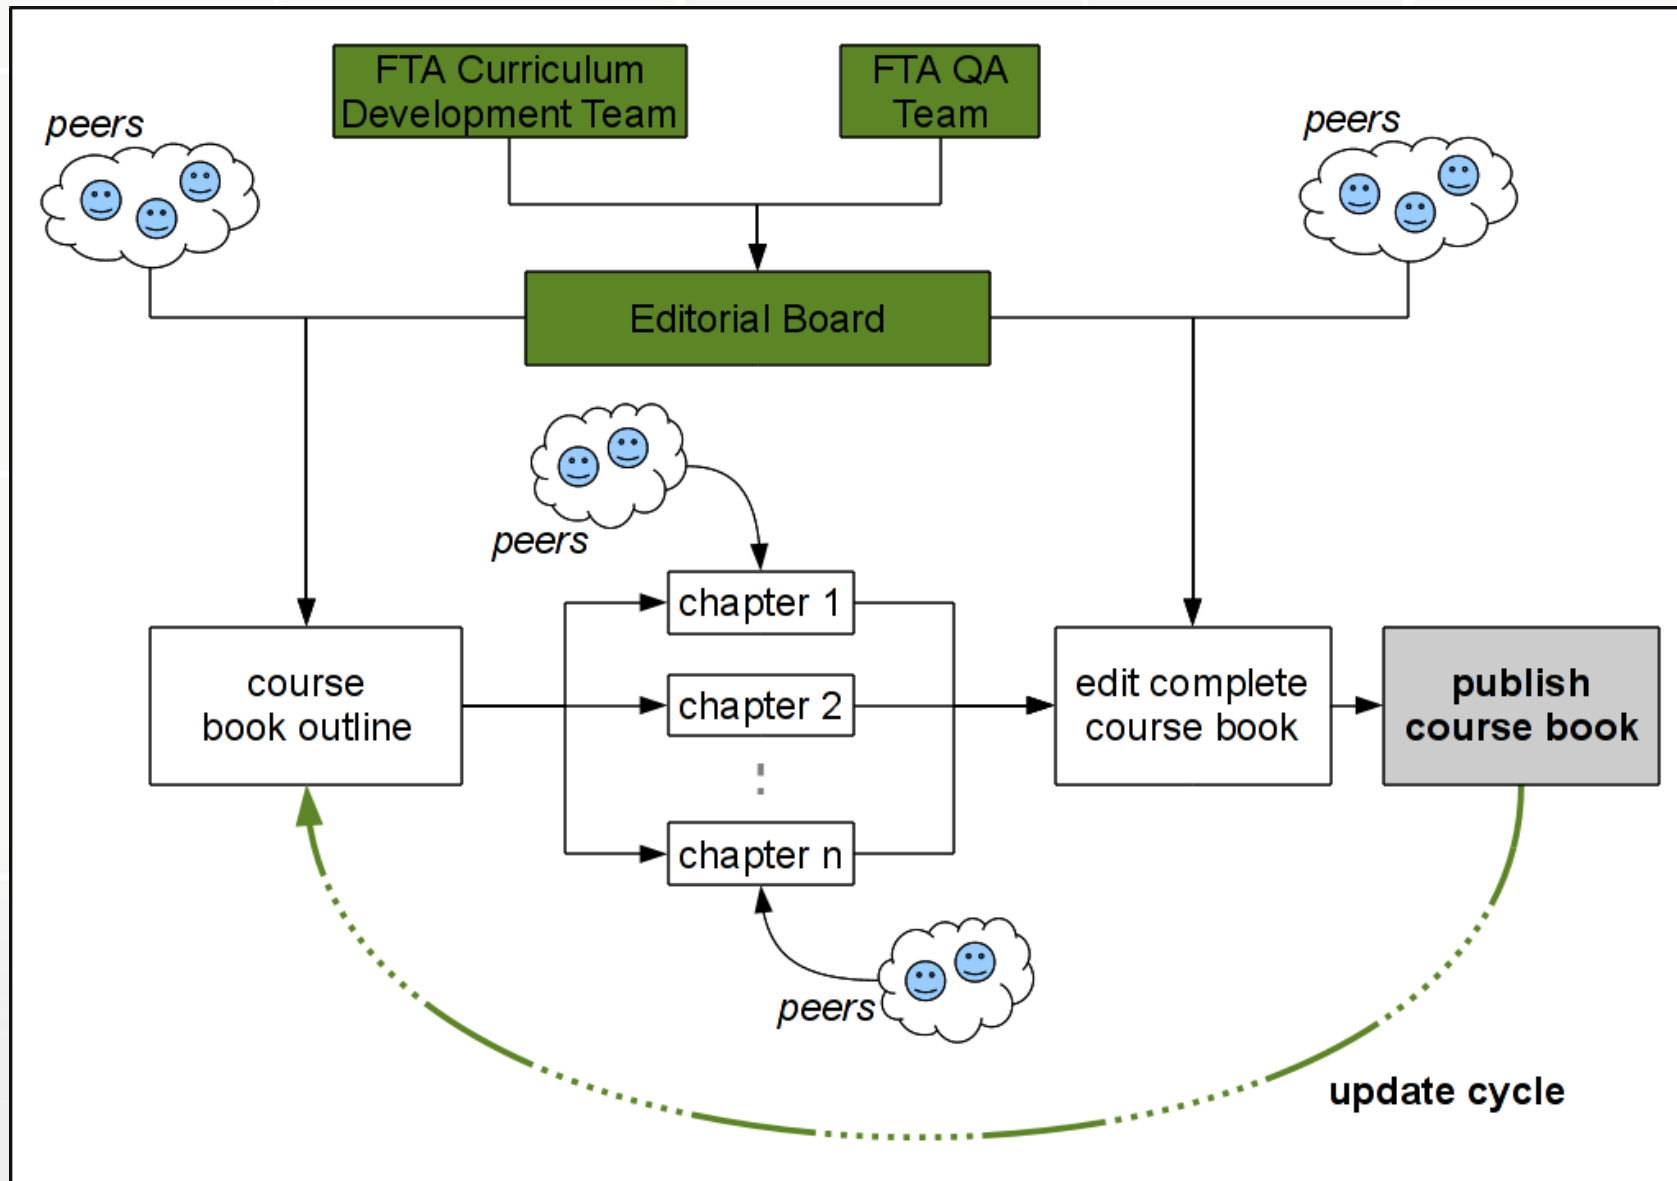 FTA Curriculum
Development Team
FTA QA
Team
peers
peers
Editorial Board
peers
chapter 1
course
book outline
chapter 2
edit complete
course book
publish
course book
chapter n
peers
update cycle